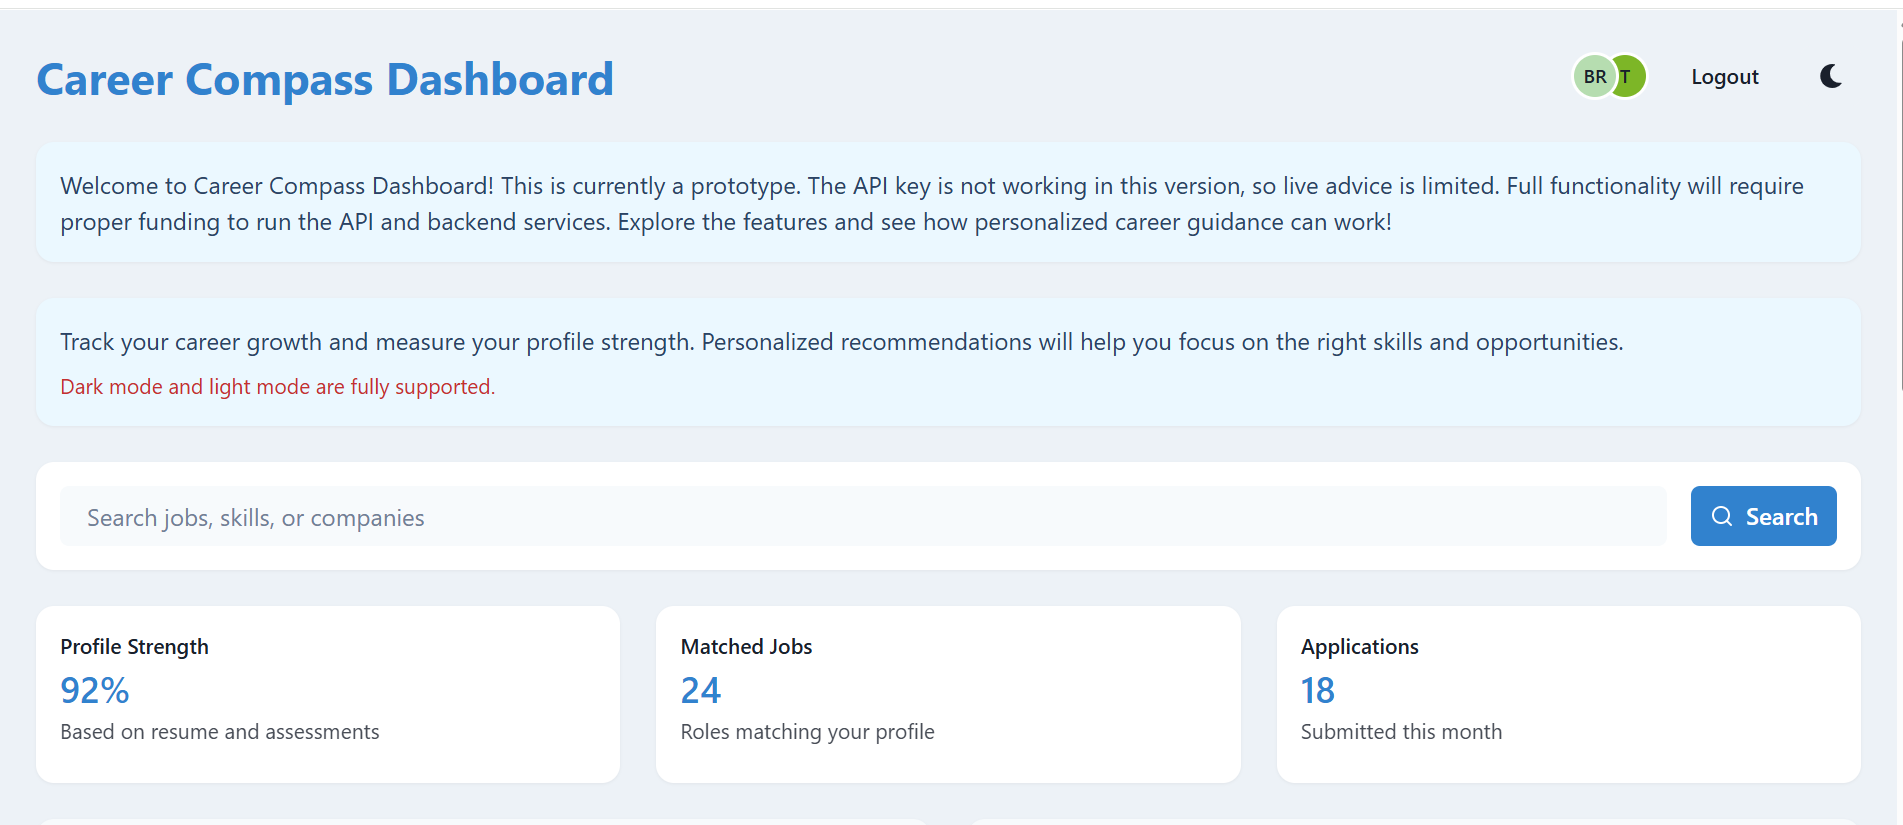 Career Compass Dashboard
BR T Logout
Welcome to Career Compass Dashboard! This is currently a prototype. The API key is not working in this version, so live advice is limited. Full functionality will require
proper funding to run the API and backend services. Explore the features and see how personalized career guidance can work!
Track your career growth and measure your profile strength. Personalized recommendations will help you focus on the right skills and opportunities.
Dark mode and light mode are fully supported.
Search jobs, skills, or companies
Search
Profile Strength
92%
Based on resume and assessments
Matched Jobs
24
Roles matching your profile
Applications
18
Submitted this month